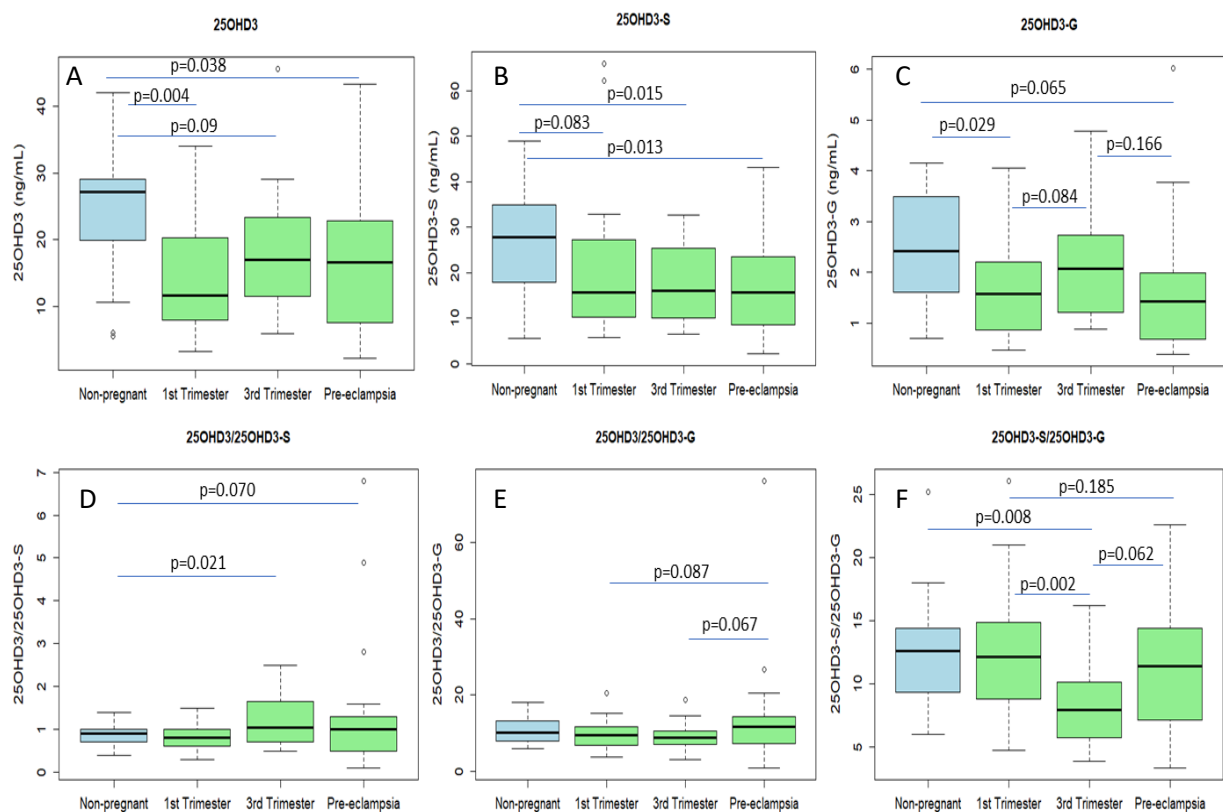 25OHD3
A
p=0.038
p=0.004
p=0.09
25OHD3 (ng/mL)
40
30
20
10
Non-pregnant 1st Trimester 3rd Trimester Pre-eclampsia
25OHD3-S
B
p=0.015
p=0.083
p=0.013
25OHD3-S (ng/mL)
60
50
40
30
20
10
0
Non-pregnant 1st Trimester 3rd Trimester Pre-eclampsia
25OHD3-G
C
p=0.065
p=0.029
p=0.166
p=0.084
25OHD3-G (ng/mL)
6
5
4
3
2
1
Non-pregnant 1st Trimester 3rd Trimester Pre-eclampsia
25OHD3/25OHD3-S
D
p=0.070
p=0.021
25OHD3/25OHD3-S
7
6
5
4
3
2
1
0
Non-pregnant 1st Trimester 3rd Trimester Pre-eclampsia
25OHD3/25OHD3-G
E
p=0.087
p=0.067
25OHD3/25OHD3-G
60
40
20
0
Non-pregnant 1st Trimester 3rd Trimester Pre-eclampsia
25OHD3-S/25OHD3-G
F
p=0.185
p=0.008
p=0.062
p=0.002
25OHD3-S/25OHD3-G
25
20
15
10
5
Non-pregnant 1st Trimester 3rd Trimester Pre-eclampsia